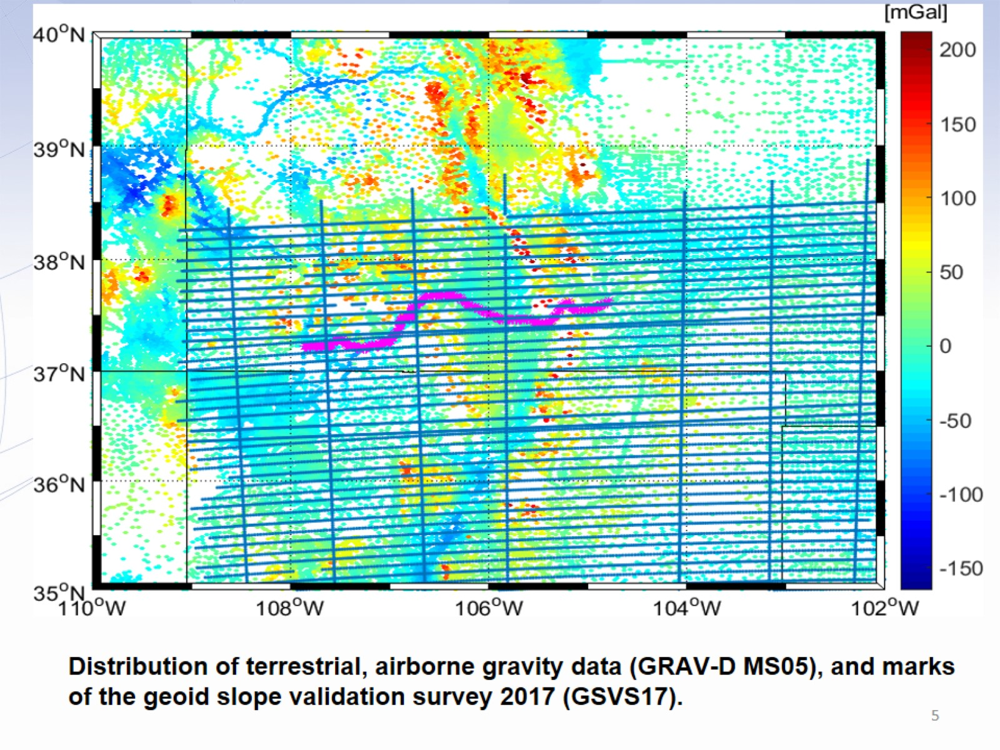 [mGal]
40°N
39°N
38°N
37°N
36°N
35°N
110°W
108°W
106°W
104°W
102°W
200
150
100
50
0
-50
-100
-150
Distribution of terrestrial, airborne gravity data (GRAV-D MS05), and marks
of the geoid slope validation survey 2017 (GSVS17).
5